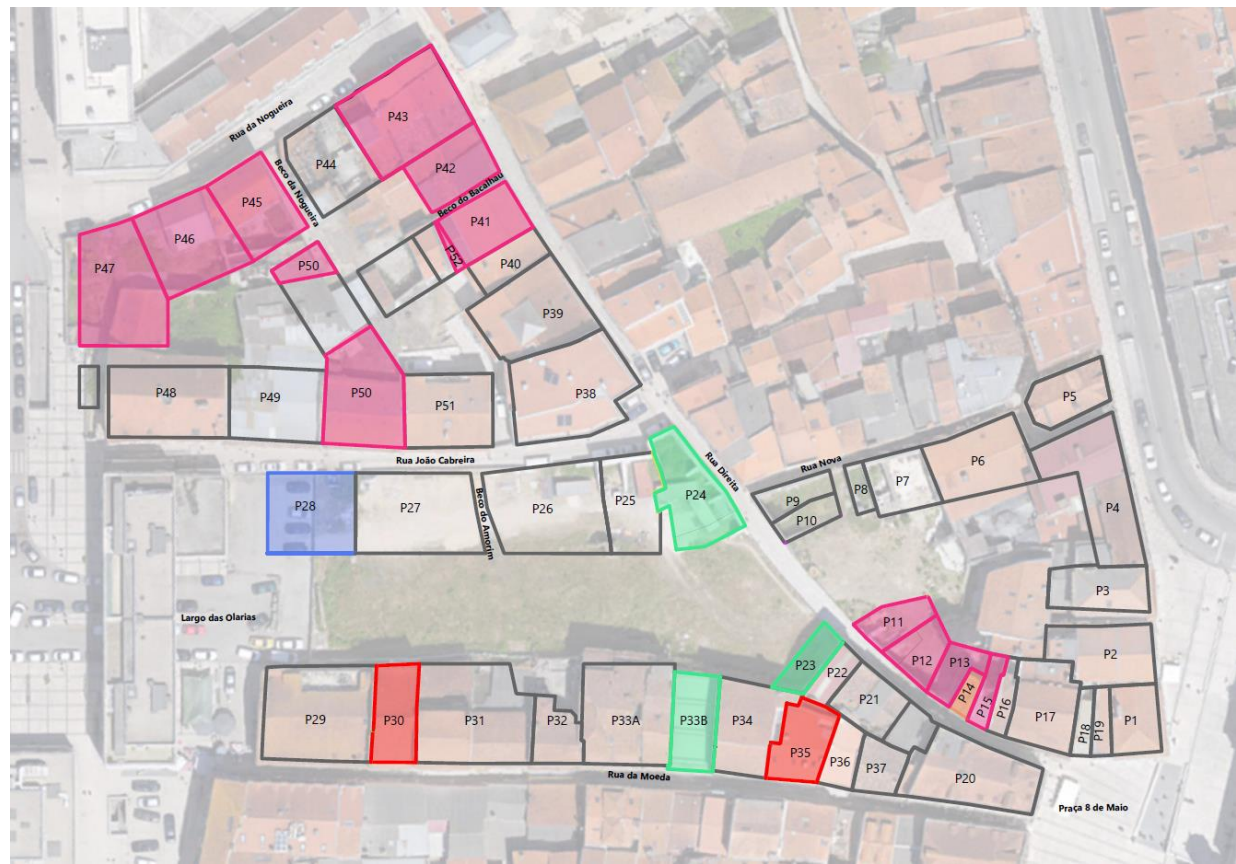 Rua da Nogueira
P43
P44
Beco da Nogueira
P42
Beco do Bacalhau
P45
P41
P46
P52
P47
P50
P40
P39
P48
P49
P50
P51
P38
P5
Rua João Cabreira
Rua Direita
Rua Nova
P6
P7
P8
P9
P10
P4
P28
P27
Beco do Amorim
P26
P25
P24
P3
Largo das Olarias
P11
P12
P13
P14
P15
P16
P2
P23
P22
P21
P17
P18
P19
P1
P29
P30
P31
P32
P33A
P33B
P34
P35
P36
P37
P20
Rua da Moeda
Praça 8 de Maio